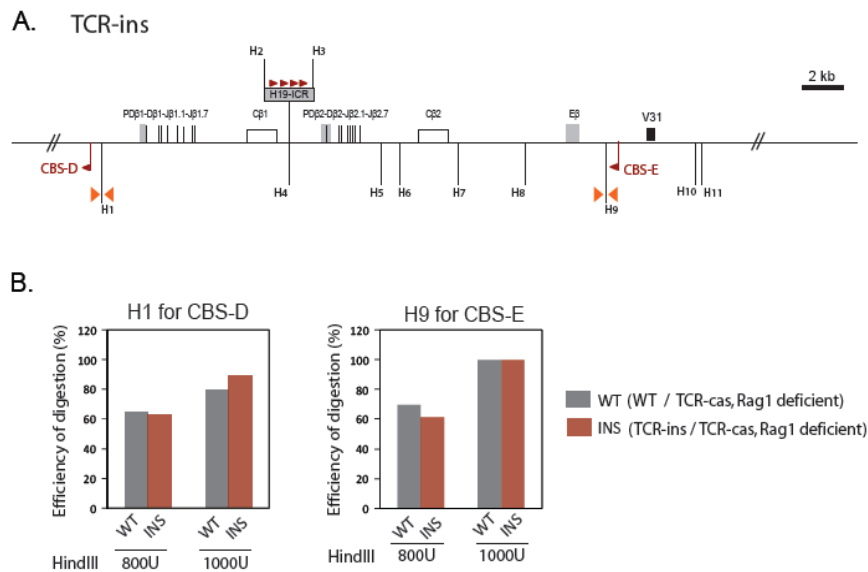 A. TCR-ins
H2 H3
2 kb
H19-ICR
PDβ1-Dβ1-Jβ1.1-Jβ1.7 Cβ1 PDβ2-Dβ2-Jβ2.1-Jβ2.7 Cβ2 Eβ V31
CBS-D CBS-E
H1 H4 H5 H6 H7 H8 H9 H10 H11
B.
H1 for CBS-D H9 for CBS-E
Efficiency of digestion (%)
120
100
80
60
40
20
0
WT INS WT INS
HindIII 800U 1000U
Efficiency of digestion (%)
120
100
80
60
40
20
0
WT INS WT INS
800U 1000U
WT (WT / TCR-cas, Rag1 deficient)
INS (TCR-ins / TCR-cas, Rag1 deficient)